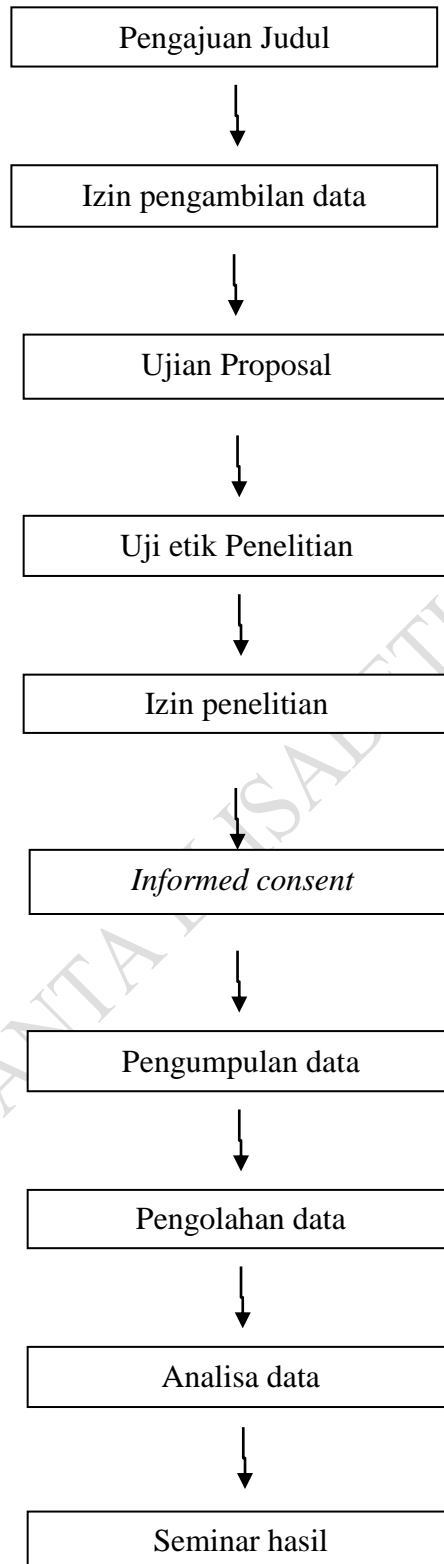 Pengajuan Judul
Izin pengambilan data
Ujian Proposal
Uji etik Penelitian
Izin penelitian
Informed consent
Pengumpulan data
Pengolahan data
Analisa data
Seminar hasil